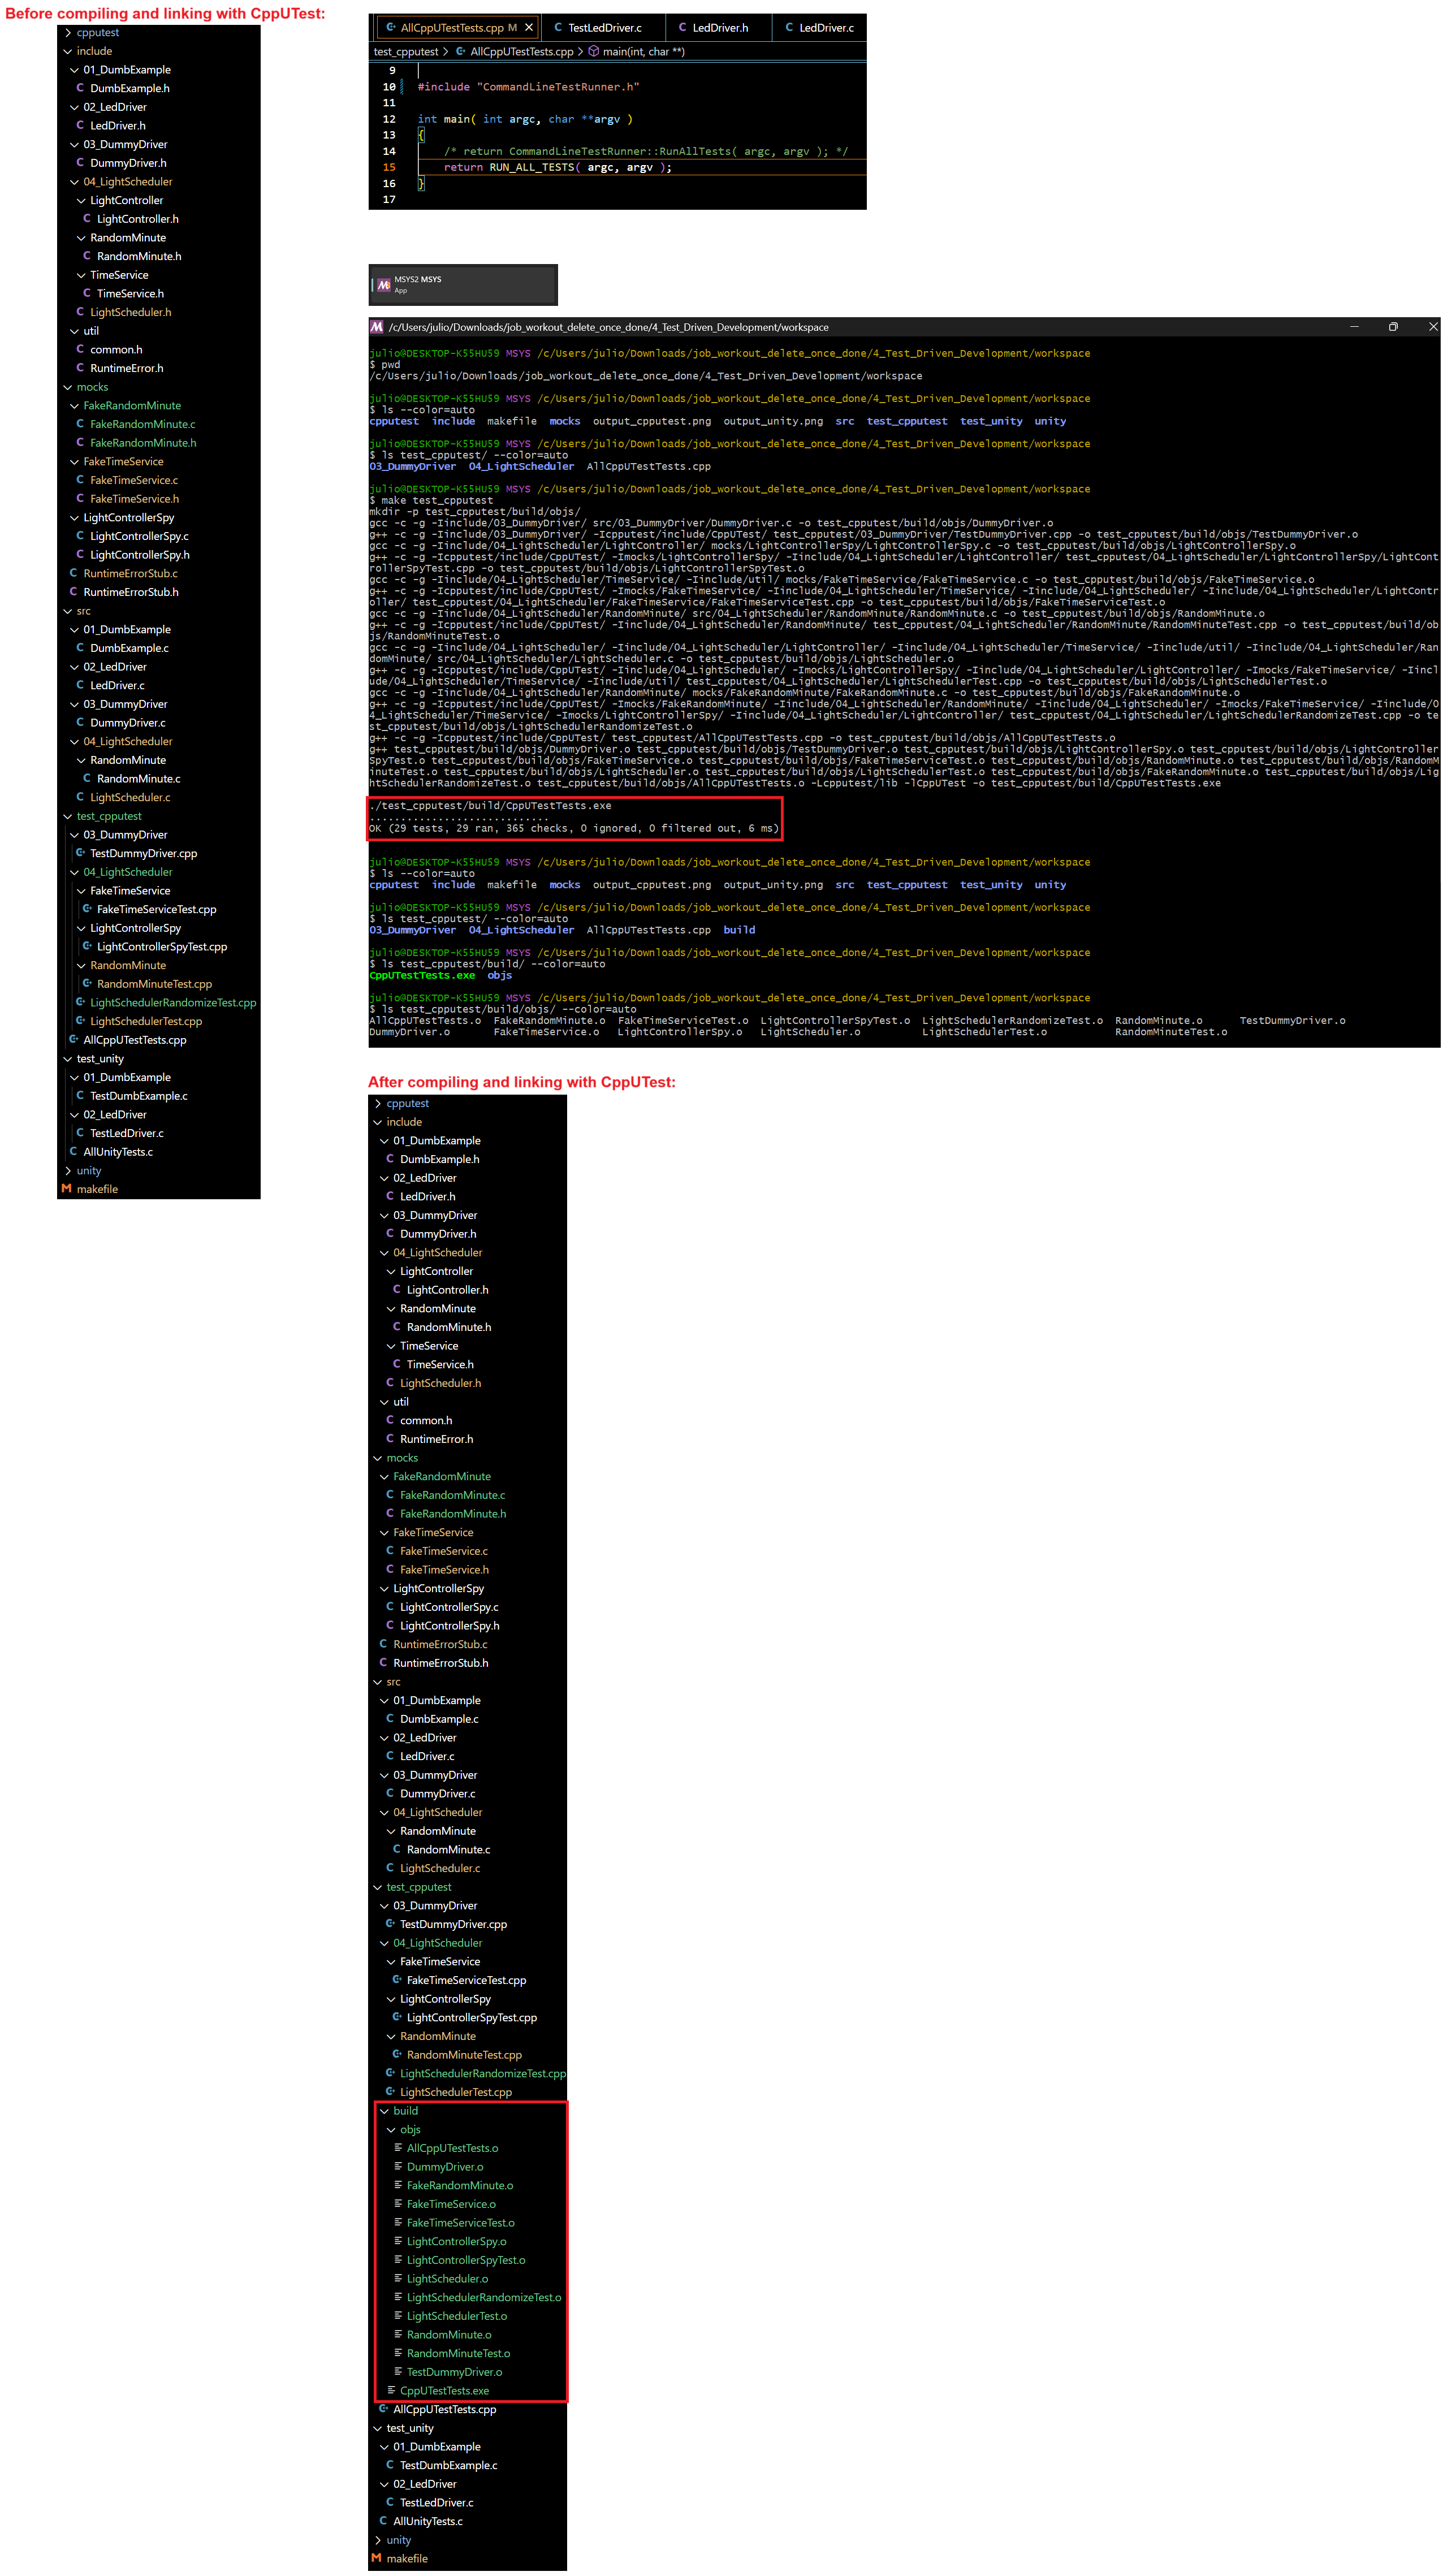 Before compiling and linking with CppUTest:
cpputest
include
01_DumbExample
DumbExample.h
02_LedDriver
LedDriver.h
03_DummyDriver
DummyDriver.h
04_LightScheduler
LightController
LightController.h
RandomMinute
RandomMinute.h
TimeService
TimeService.h
LightScheduler.h
util
common.h
RuntimeError.h
mocks
FakeRandomMinute
FakeRandomMinute.c
FakeRandomMinute.h
FakeTimeService
FakeTimeService.c
FakeTimeService.h
LightControllerSpy
LightControllerSpy.c
LightControllerSpy.h
RuntimeErrorStub.c
RuntimeErrorStub.h
src
01_DumbExample
DumbExample.c
02_LedDriver
LedDriver.c
03_DummyDriver
DummyDriver.c
04_LightScheduler
RandomMinute
RandomMinute.c
LightScheduler.c
test_cpputest
03_DummyDriver
TestDummyDriver.cpp
04_LightScheduler
FakeTimeService
FakeTimeServiceTest.cpp
LightControllerSpy
LightControllerSpyTest.cpp
RandomMinute
RandomMinuteTest.cpp
LightSchedulerRandomizeTest.cpp
LightSchedulerTest.cpp
AllCppUTestTests.cpp
test_unity
01_DumbExample
TestDumbExample.c
02_LedDriver
TestLedDriver.c
AllUnityTests.c
unity
makefile
AllCppUTestTests.cpp M TestLedDriver.c LedDriver.h LedDriver.c
test_cpputest > AllCppUTestTests.cpp > main(int, char **)
9
10 #include "CommandLineTestRunner.h"
11
12 int main( int argc, char **argv )
13 {
14 /* return CommandLineTestRunner::RunAllTests( argc, argv ); */
15 return RUN_ALL_TESTS( argc, argv );
16 }
17
MSYS2 MSYS
App
/c/Users/julio/Downloads/job_workout_delete_once_done/4_Test_Driven_Development/workspace
julio@DESKTOP-K55HU59 MSYS /c/Users/julio/Downloads/job_workout_delete_once_done/4_Test_Driven_Development/workspace
$ pwd
/c/Users/julio/Downloads/job_workout_delete_once_done/4_Test_Driven_Development/workspace
julio@DESKTOP-K55HU59 MSYS /c/Users/julio/Downloads/job_workout_delete_once_done/4_Test_Driven_Development/workspace
$ ls --color=auto
cpputest include makefile mocks output_cpputest.png output_unity.png src test_cpputest test_unity unity
julio@DESKTOP-K55HU59 MSYS /c/Users/julio/Downloads/job_workout_delete_once_done/4_Test_Driven_Development/workspace
$ ls test_cpputest/ --color=auto
03_DummyDriver 04_LightScheduler AllCppUTestTests.cpp
julio@DESKTOP-K55HU59 MSYS /c/Users/julio/Downloads/job_workout_delete_once_done/4_Test_Driven_Development/workspace
$ make test_cpputest
mkdir -p test_cpputest/build/objs/
gcc -c -g -Iinclude/03_DummyDriver/ src/03_DummyDriver/DummyDriver.c -o test_cpputest/build/objs/DummyDriver.o
g++ -c -g -Iinclude/03_DummyDriver/ -Icpputest/include/CppUTest/ test_cpputest/03_DummyDriver/TestDummyDriver.cpp -o test_cpputest/build/objs/TestDummyDriver.o
gcc -c -g -Iinclude/04_LightScheduler/LightController/ mocks/LightControllerSpy/LightControllerSpy.c -o test_cpputest/build/objs/LightControllerSpy.o
g++ -c -g -Icpputest/include/CppUTest/ -Imocks/LightControllerSpy/ -Iinclude/04_LightScheduler/LightController/ test_cpputest/04_LightScheduler/LightControllerSpy/LightCont
rollerSpyTest.cpp -o test_cpputest/build/objs/LightControllerSpyTest.o
gcc -c -g -Iinclude/04_LightScheduler/TimeService/ -Iinclude/util/ mocks/FakeTimeService/FakeTimeService.c -o test_cpputest/build/objs/FakeTimeService.o
g++ -c -g -Icpputest/include/CppUTest/ -Imocks/FakeTimeService/ -Iinclude/04_LightScheduler/TimeService/ -Iinclude/04_LightScheduler/ -Iinclude/04_LightScheduler/LightContr
oller/ test_cpputest/04_LightScheduler/FakeTimeService/FakeTimeServiceTest.cpp -o test_cpputest/build/objs/FakeTimeServiceTest.o
gcc -c -g -Iinclude/04_LightScheduler/RandomMinute/ src/04_LightScheduler/RandomMinute/RandomMinute.c -o test_cpputest/build/objs/RandomMinute.o
g++ -c -g -Icpputest/include/CppUTest/ -Iinclude/04_LightScheduler/RandomMinute/ test_cpputest/04_LightScheduler/RandomMinute/RandomMinuteTest.cpp -o test_cpputest/build/ob
js/RandomMinuteTest.o
gcc -c -g -Iinclude/04_LightScheduler/ -Iinclude/04_LightScheduler/LightController/ -Iinclude/04_LightScheduler/TimeService/ -Iinclude/util/ -Iinclude/04_LightScheduler/Ran
domMinute/ src/04_LightScheduler/LightScheduler.c -o test_cpputest/build/objs/LightScheduler.o
g++ -c -g -Icpputest/include/CppUTest/ -Iinclude/04_LightScheduler/ -Imocks/LightControllerSpy/ -Iinclude/04_LightScheduler/LightController/ -Imocks/FakeTimeService/ -Iincl
ude/04_LightScheduler/TimeService/ -Iinclude/util/ test_cpputest/04_LightScheduler/LightSchedulerTest.cpp -o test_cpputest/build/objs/LightSchedulerTest.o
gcc -c -g -Iinclude/04_LightScheduler/RandomMinute/ mocks/FakeRandomMinute/FakeRandomMinute.c -o test_cpputest/build/objs/FakeRandomMinute.o
g++ -c -g -Icpputest/include/CppUTest/ -Imocks/FakeRandomMinute/ -Iinclude/04_LightScheduler/RandomMinute/ -Iinclude/04_LightScheduler/ -Imocks/FakeTimeService/ -Iinclude/0
4_LightScheduler/TimeService/ -Imocks/LightControllerSpy/ -Iinclude/04_LightScheduler/LightController/ test_cpputest/04_LightScheduler/LightSchedulerRandomizeTest.cpp -o te
st_cpputest/build/objs/LightSchedulerRandomizeTest.o
g++ -c -g -Icpputest/include/CppUTest/ test_cpputest/AllCppUTestTests.cpp -o test_cpputest/build/objs/AllCppUTestTests.o
g++ test_cpputest/build/objs/DummyDriver.o test_cpputest/build/objs/TestDummyDriver.o test_cpputest/build/objs/LightControllerSpy.o test_cpputest/build/objs/LightController
SpyTest.o test_cpputest/build/objs/FakeTimeService.o test_cpputest/build/objs/FakeTimeServiceTest.o test_cpputest/build/objs/RandomMinute.o test_cpputest/build/objs/RandomM
inuteTest.o test_cpputest/build/objs/LightScheduler.o test_cpputest/build/objs/LightSchedulerTest.o test_cpputest/build/objs/FakeRandomMinute.o test_cpputest/build/objs/Lig
htSchedulerRandomizeTest.o test_cpputest/build/objs/AllCppUTestTests.o -Lcpputest/lib -lCppUTest -o test_cpputest/build/CppUTestTests.exe
./test_cpputest/build/CppUTestTests.exe
.............................
OK (29 tests, 29 ran, 365 checks, 0 ignored, 0 filtered out, 6 ms)
julio@DESKTOP-K55HU59 MSYS /c/Users/julio/Downloads/job_workout_delete_once_done/4_Test_Driven_Development/workspace
$ ls --color=auto
cpputest include makefile mocks output_cpputest.png output_unity.png src test_cpputest test_unity unity
julio@DESKTOP-K55HU59 MSYS /c/Users/julio/Downloads/job_workout_delete_once_done/4_Test_Driven_Development/workspace
$ ls test_cpputest/ --color=auto
03_DummyDriver 04_LightScheduler AllCppUTestTests.cpp build
julio@DESKTOP-K55HU59 MSYS /c/Users/julio/Downloads/job_workout_delete_once_done/4_Test_Driven_Development/workspace
$ ls test_cpputest/build/ --color=auto
CppUTestTests.exe objs
julio@DESKTOP-K55HU59 MSYS /c/Users/julio/Downloads/job_workout_delete_once_done/4_Test_Driven_Development/workspace
$ ls test_cpputest/build/objs/ --color=auto
AllCppUTestTests.o FakeRandomMinute.o FakeTimeServiceTest.o LightControllerSpyTest.o LightSchedulerRandomizeTest.o RandomMinute.o TestDummyDriver.o
DummyDriver.o FakeTimeService.o LightControllerSpy.o LightScheduler.o LightSchedulerTest.o RandomMinuteTest.o
After compiling and linking with CppUTest:
cpputest
include
01_DumbExample
DumbExample.h
02_LedDriver
LedDriver.h
03_DummyDriver
DummyDriver.h
04_LightScheduler
LightController
LightController.h
RandomMinute
RandomMinute.h
TimeService
TimeService.h
LightScheduler.h
util
common.h
RuntimeError.h
mocks
FakeRandomMinute
FakeRandomMinute.c
FakeRandomMinute.h
FakeTimeService
FakeTimeService.c
FakeTimeService.h
LightControllerSpy
LightControllerSpy.c
LightControllerSpy.h
RuntimeErrorStub.c
RuntimeErrorStub.h
src
01_DumbExample
DumbExample.c
02_LedDriver
LedDriver.c
03_DummyDriver
DummyDriver.c
04_LightScheduler
RandomMinute
RandomMinute.c
LightScheduler.c
test_cpputest
03_DummyDriver
TestDummyDriver.cpp
04_LightScheduler
FakeTimeService
FakeTimeServiceTest.cpp
LightControllerSpy
LightControllerSpyTest.cpp
RandomMinute
RandomMinuteTest.cpp
LightSchedulerRandomizeTest.cpp
LightSchedulerTest.cpp
build
objs
AllCppUTestTests.o
DummyDriver.o
FakeRandomMinute.o
FakeTimeService.o
FakeTimeServiceTest.o
LightControllerSpy.o
LightControllerSpyTest.o
LightScheduler.o
LightSchedulerRandomizeTest.o
LightSchedulerTest.o
RandomMinute.o
RandomMinuteTest.o
TestDummyDriver.o
CppUTestTests.exe
AllCppUTestTests.cpp
test_unity
01_DumbExample
TestDumbExample.c
02_LedDriver
TestLedDriver.c
AllUnityTests.c
unity
makefile